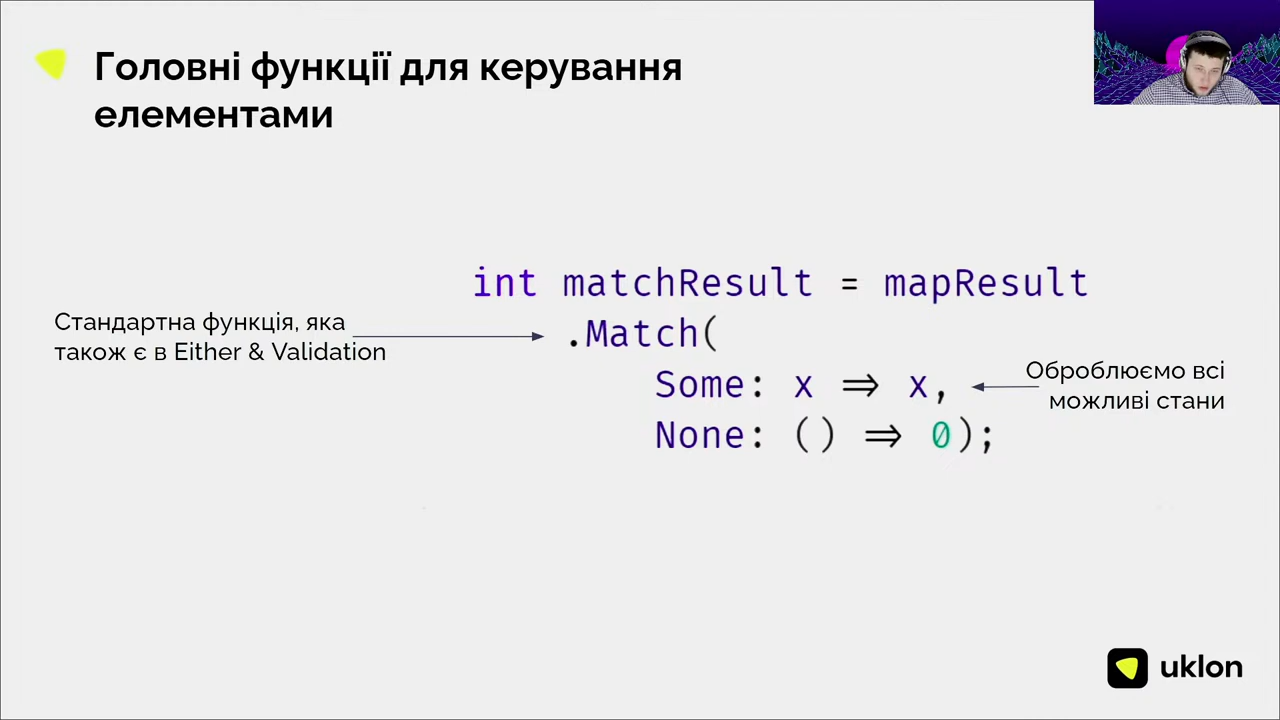 Головні функції для керування
елементами
int matchResult = mapResult
.Match(
Some: x => x,
None: () => 0);
Стандартна функція, яка
також є в Either & Validation
Оброблюємо всі
можливі стани
uklon